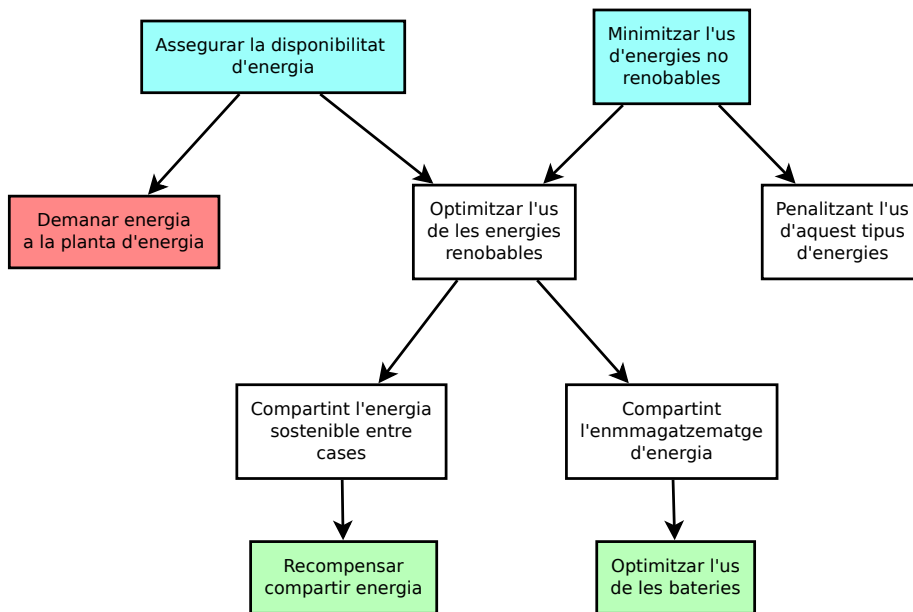 Assegurar la disponibilitat
d'energia
Minimitzar l'us
d'energies no
renobables
Demanar energia
a la planta d'energia
Optimitzar l'us
de les energies
renobables
Penalitzant l'us
d'aquest tipus
d'energies
Compartint l'energia
sostenible entre
cases
Compartint
l'enmmagatzematge
d'energia
Recompensar
compartir energia
Optimitzar l'us
de les bateries